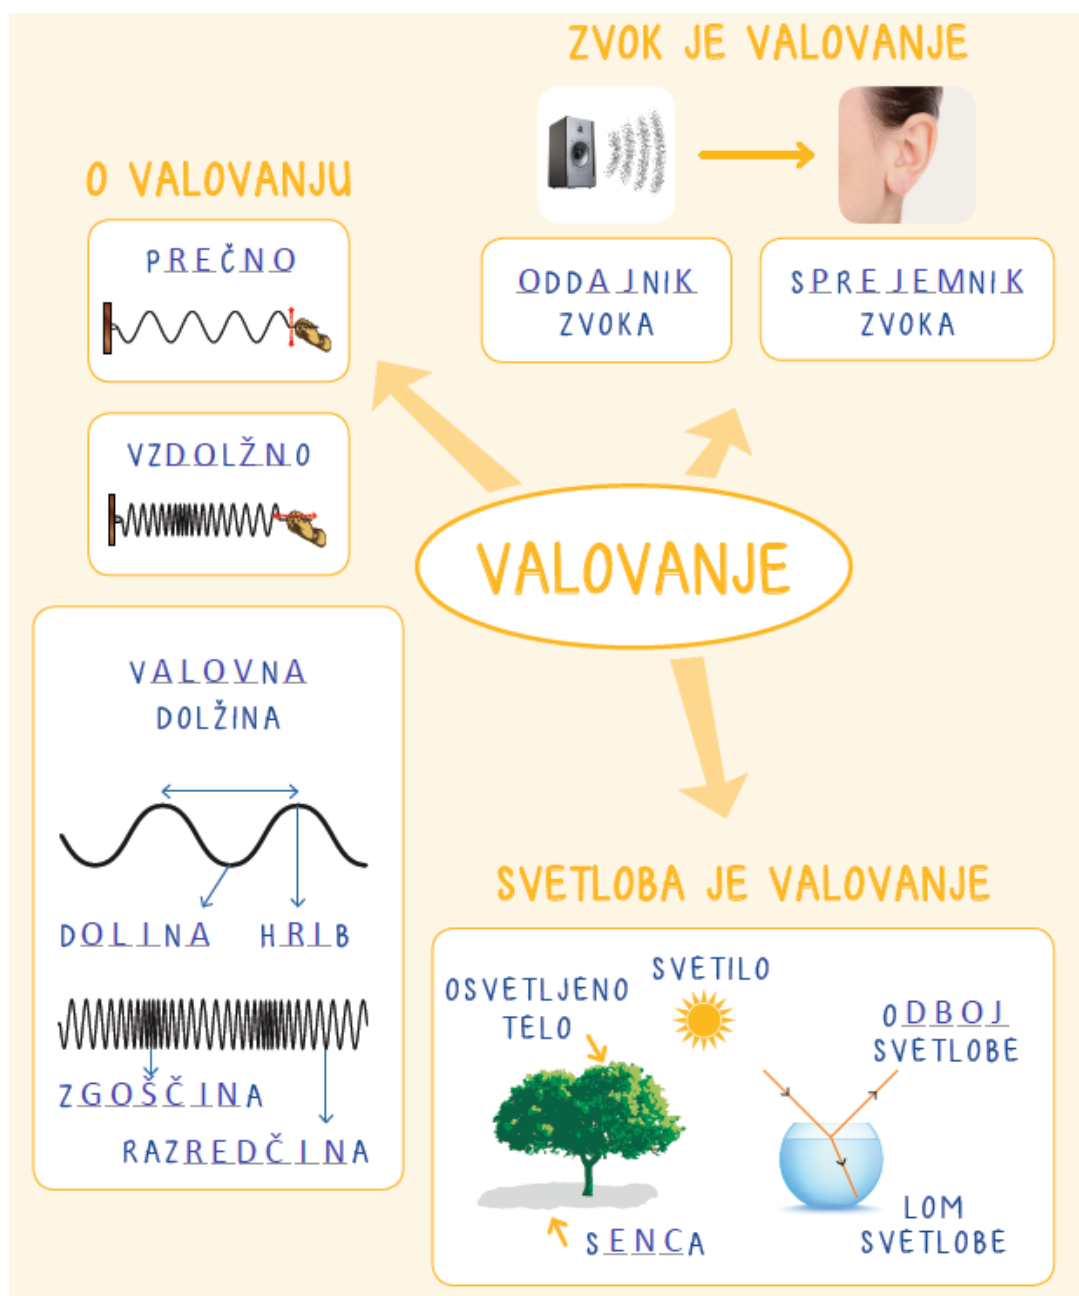 ZVOK JE VALOVANJE
O VALOVANJU
PREČNO
ODDAJNIK
ZVOKA
SPREJEMNIK
ZVOKA
VZDOLŽNO
VALOVANJE
VALOVNA
DOLŽINA
DOLINA
HRIB
ZGOŠČINA
RAZREDČINA
SVETLOBA JE VALOVANJE
OSVETLJENO
TELO
SVETILO
ODBOJ
SVETLOBE
SENCA
LOM
SVETLOBE